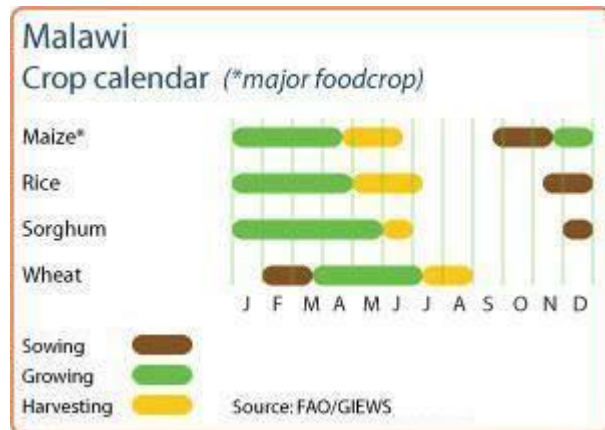 Malawi
Crop calendar (*major foodcrop)
Maize*
Rice
Sorghum
Wheat
J F M A M J J A S O N D
Sowing
Growing
Harvesting
Source: FAO/GIEWS